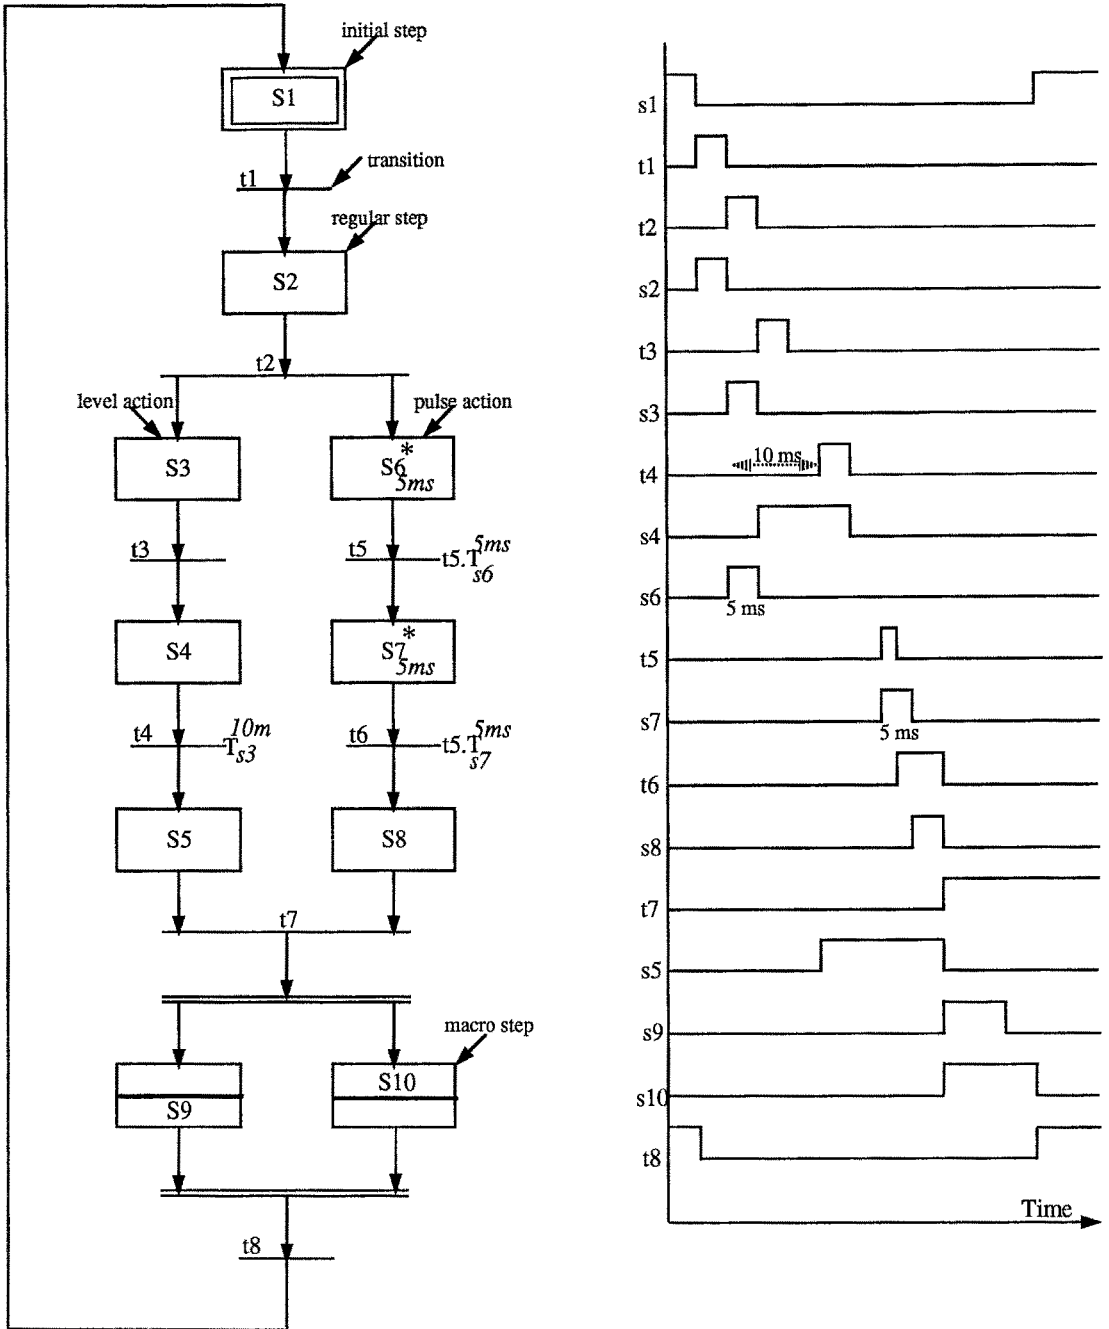 initial step
S1
transition
t1
regular step
S2
t2
level action
pulse action
S3
S6*
5ms
t3
t5
t5.T 5ms s6
S4
S7*
5ms
t4
T 10m s3
t6
t5.T 5ms s7
S5
S8
t7
macro step
S9
S10
t8
s1
t1
t2
s2
t3
s3
10 ms
t4
s4
s6
5 ms
t5
s7
5 ms
t6
s8
t7
s5
s9
s10
t8
Time